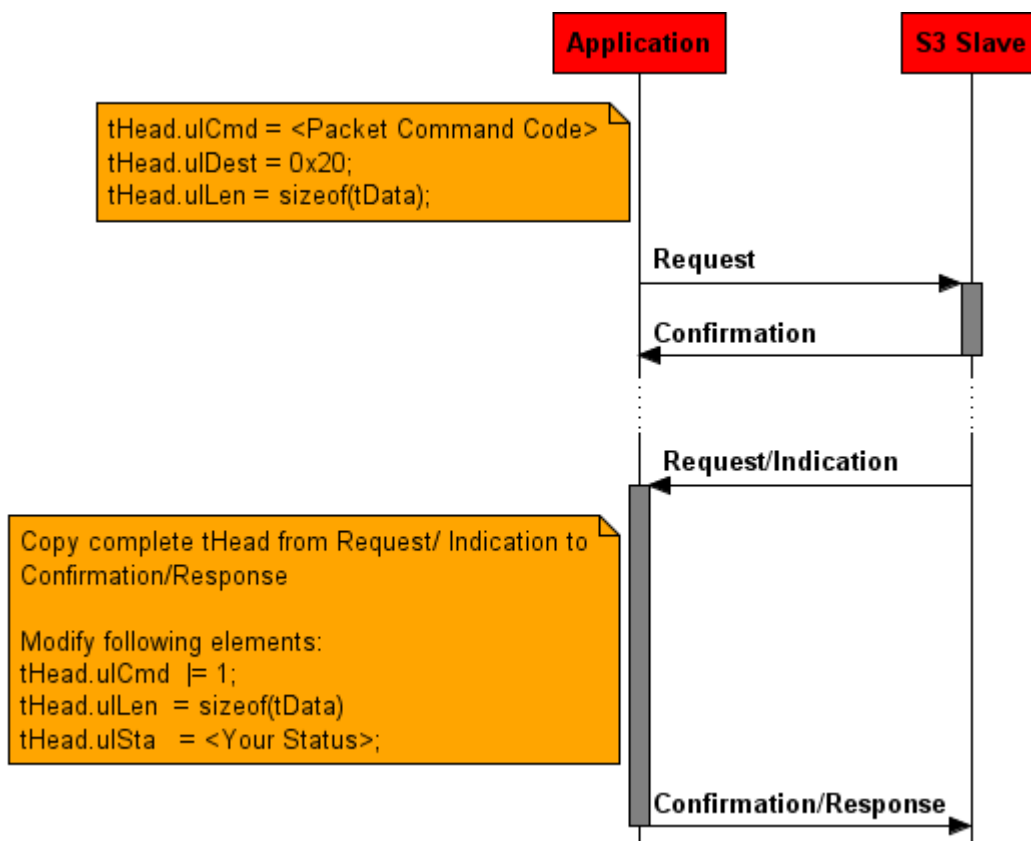 Application
S3 Slave
tHead.ulCmd = <Packet Command Code>
tHead.ulDest = 0x20;
tHead.ulLen = sizeof(tData);
Request
Confirmation
Request/Indication
Copy complete tHead from Request/ Indication to
Confirmation/Response
Modify following elements:
tHead.ulCmd |= 1;
tHead.ulLen = sizeof(tData)
tHead.ulSta = <Your Status>;
Confirmation/Response